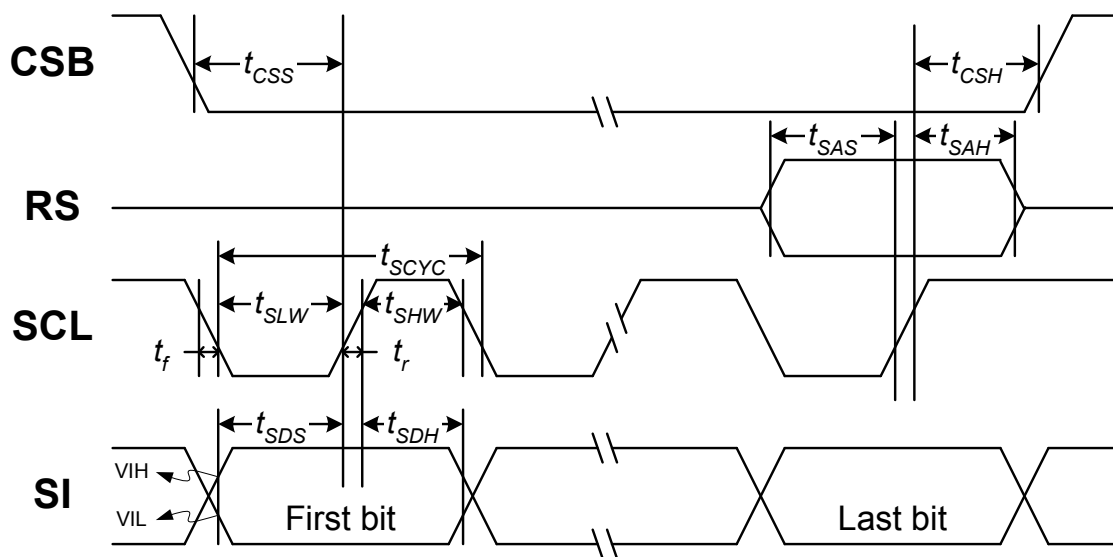 CSB
tCSS
tCSH
RS
tSAS
tSAH
SCL
tSCYC
tSLW
tSHW
tf
tr
SI
tSDS
tSDH
VIH
VIL
First bit
Last bit